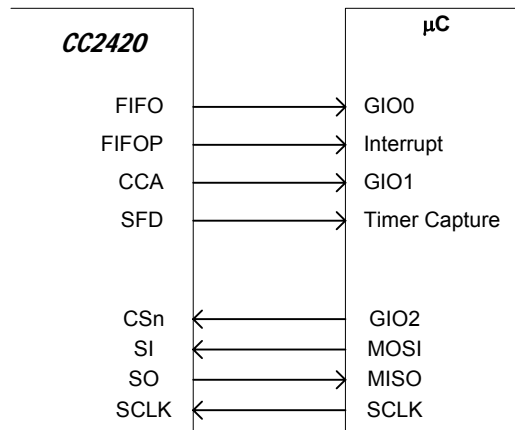 CC2420 μC
FIFO GIO0
FIFOP Interrupt
CCA GIO1
SFD Timer Capture
CSn GIO2
SI MOSI
SO MISO
SCLK SCLK